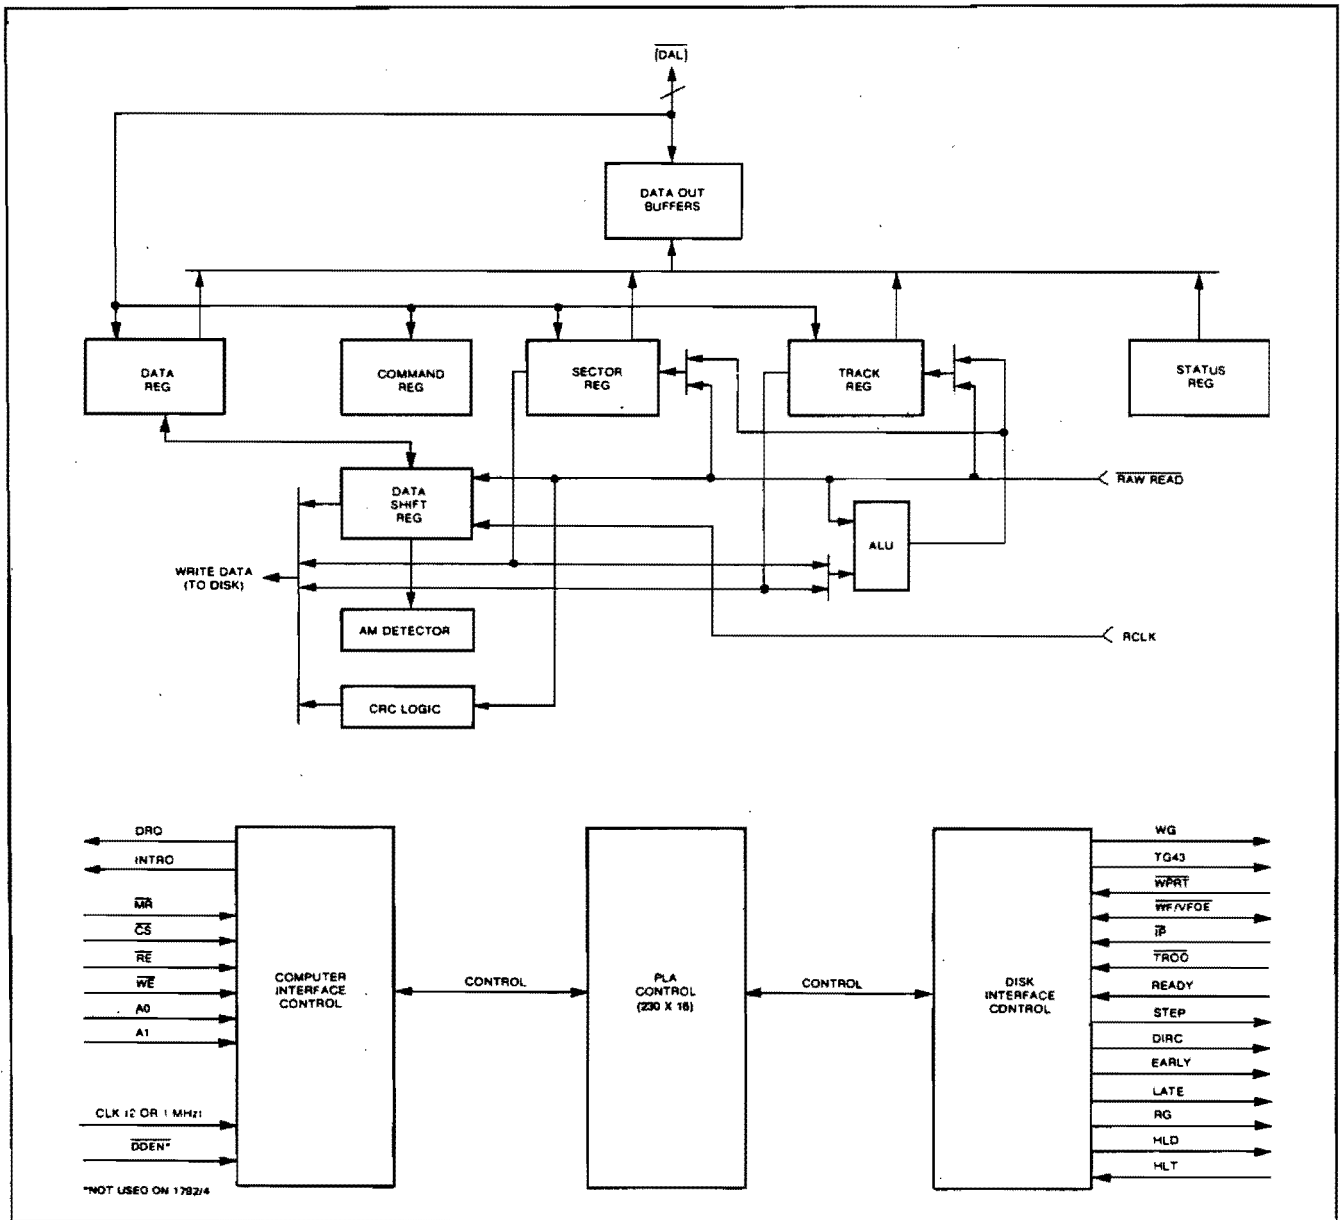 (DAL)
DATA OUT
BUFFERS
DATA
REG
COMMAND
REG
SECTOR
REG
TRACK
REG
STATUS
REG
DATA
SHIFT
REG
RAW READ
ALU
WRITE DATA
(TO DISK)
AM DETECTOR
RCLK
CRC LOGIC
DRQ
INTRQ
MR
CS
RE
WE
A0
A1
CLK (2 OR 1 MHz)
DDEN*
*NOT USED ON 1792/4
COMPUTER
INTERFACE
CONTROL
CONTROL
PLA
CONTROL
(230 X 16)
CONTROL
DISK
INTERFACE
CONTROL
WG
TG43
WPRT
WF/VFOE
IP
TROO
READY
STEP
DIRC
EARLY
LATE
RG
HLD
HLT